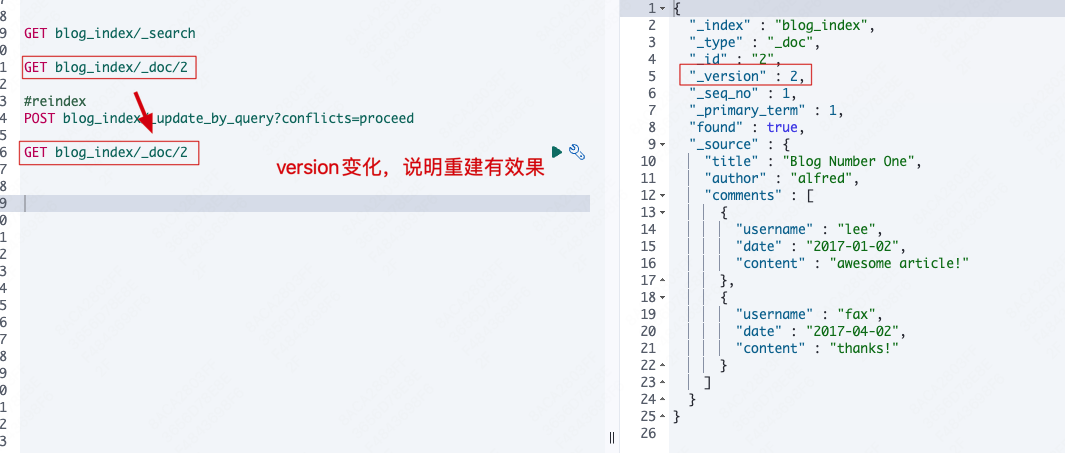 GET blog_index/_search
GET blog_index/_doc/2
#reindex
POST blog_index/_update_by_query?conflicts=proceed
GET blog_index/_doc/2
version变化，说明重建有效果
8
9
0
1
2
3
4
5
6
7
8
9
0
1
2
3
4
5
6
7
8
9
0
1
2
3
1 {
2 "_index" : "blog_index",
3 "_type" : "_doc",
4 "_id" : "2",
5 "_version" : 2,
6 "_seq_no" : 1,
7 "_primary_term" : 1,
8 "found" : true,
9 "_source" : {
10 "title" : "Blog Number One",
11 "author" : "alfred",
12 "comments" : [
13 {
14 "username" : "lee",
15 "date" : "2017-01-02",
16 "content" : "awesome article!"
17 },
18 {
19 "username" : "fax",
20 "date" : "2017-04-02",
21 "content" : "thanks!"
22 }
23 ]
24 }
25 }
26